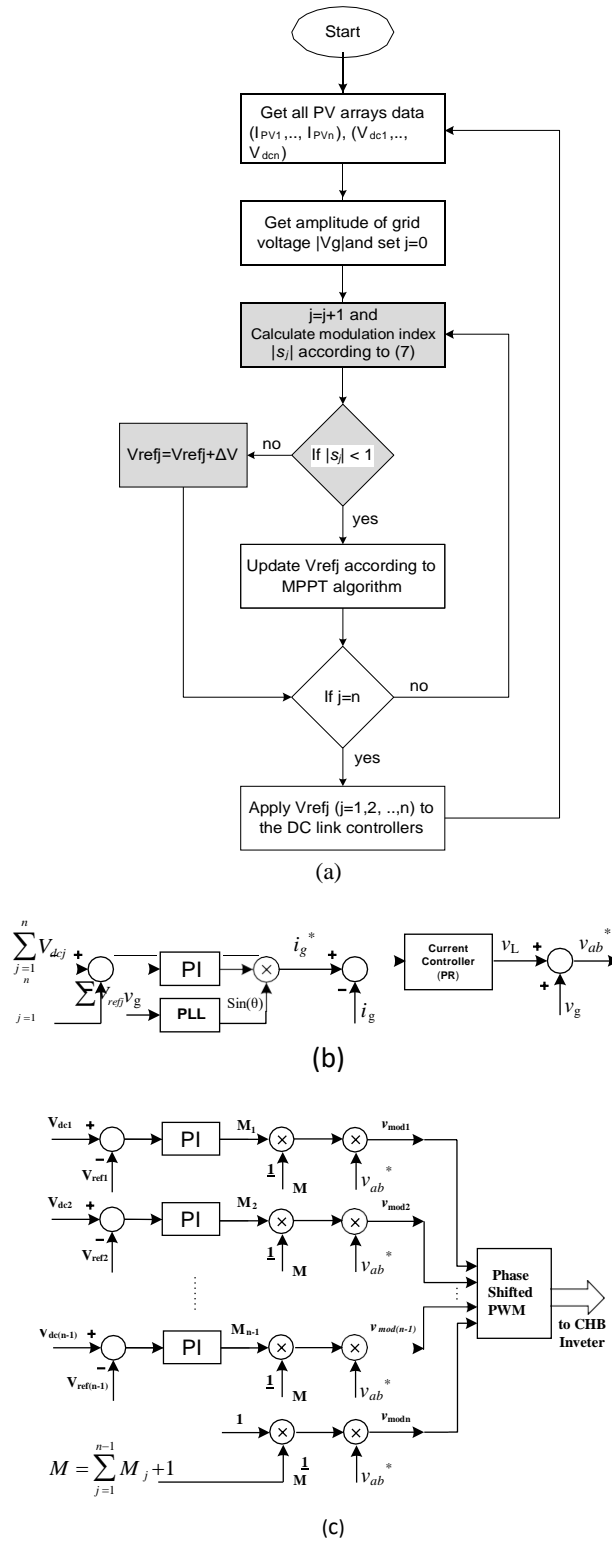 Start
Get all PV arrays data
(IPV1,.., IPVn), (Vdc1,..,
Vdcn)
Get amplitude of grid
voltage |Vg|and set j=0
j=j+1 and
Calculate modulation index
|sj| according to (7)
Vrefj=Vrefj+ΔV
no
If |sj| < 1
yes
Update Vrefj according to
MPPT algorithm
If j=n
no
yes
Apply Vrefj (j=1,2, ..,n) to
the DC link controllers
(a)
n
∑ Vdcj
j=1
+
−
n
∑ Vrefj
j=1
PI
×
ig*
+
−
ig
vg
PLL
Sin(θ)
Current
Controller
(PR)
vL
+
+
vab*
vg
(b)
Vdc1
+
−
Vref1
PI
M1
×
1
M
×
vab*
vmod1
Vdc2
+
−
Vref2
PI
M2
×
1
M
×
vab*
vmod2
Phase
Shifted
PWM
to CHB
Inveter
vdc(n-1)
+
−
Vref(n-1)
PI
Mn-1
×
1
M
×
vab*
vmod(n-1)
1
×
1
M
×
vab*
vmodn
M = ∑ j=1 n−1 Mj +1
(c)